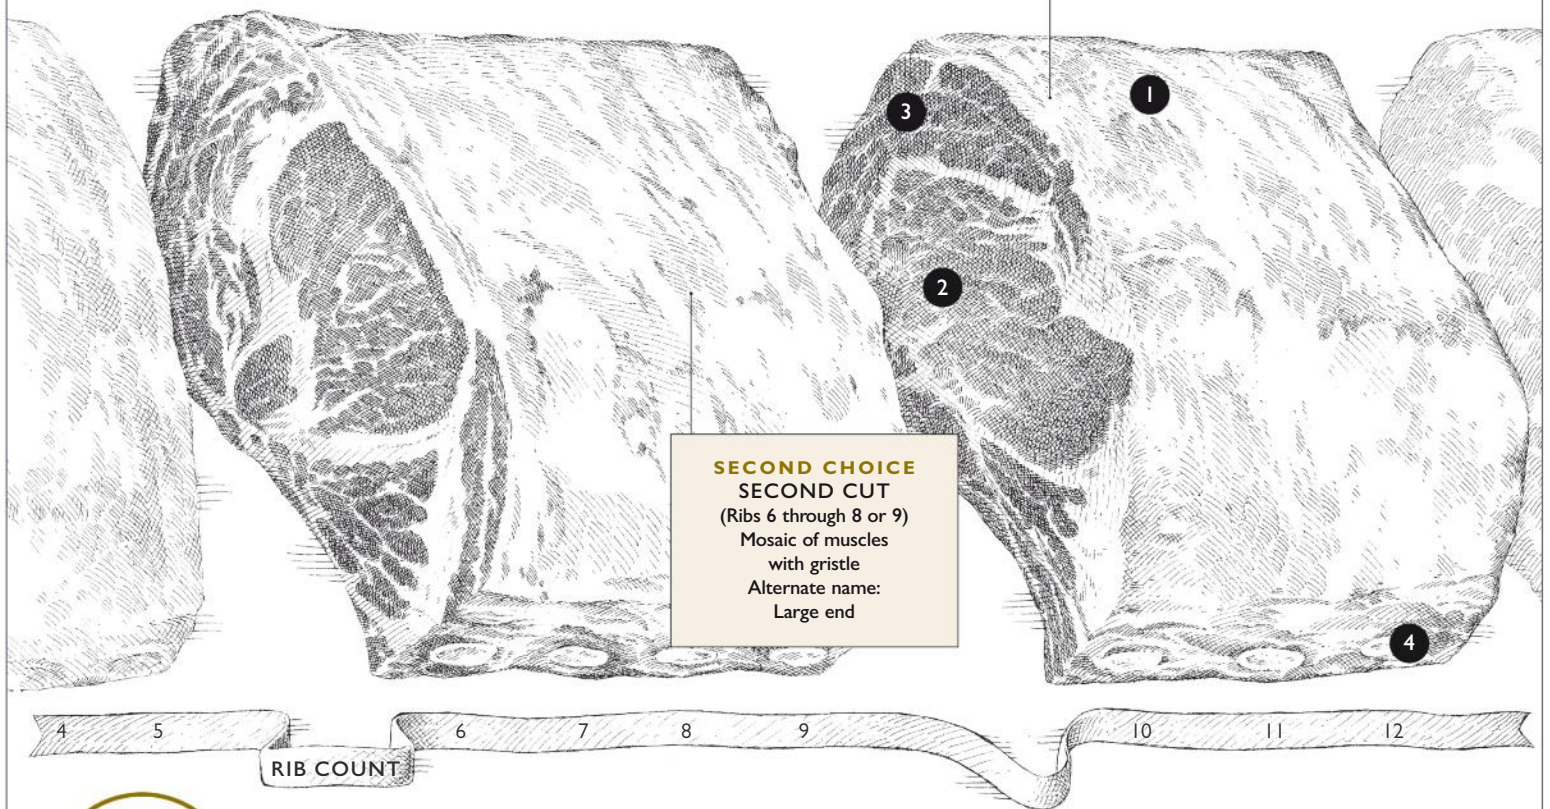 3
1
2
SECOND CHOICE
SECOND CUT
(Ribs 6 through 8 or 9)
Mosaic of muscles
with gristle
Alternate name:
Large end
4
4 5 6 7 8 9 10 11 12
RIB COUNT